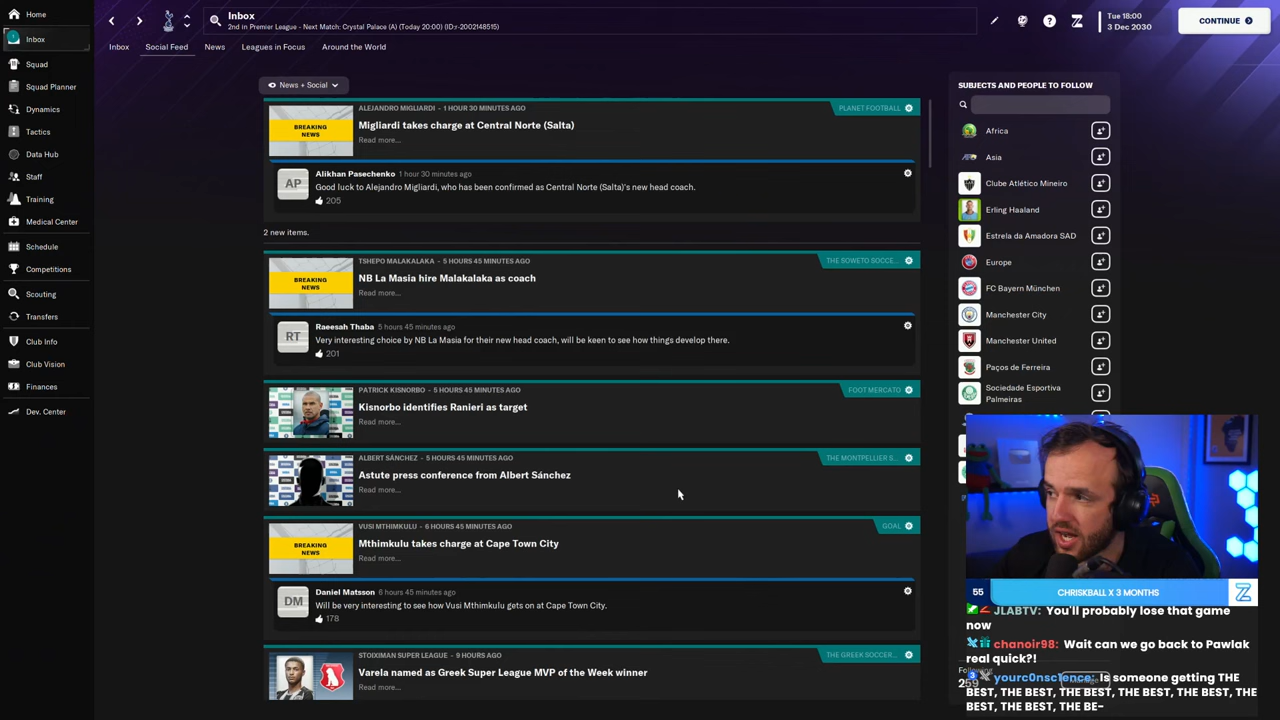 Home
Inbox
Squad
Squad Planner
Dynamics
Tactics
Data Hub
Staff
Training
Medical Center
Schedule
Competitions
Scouting
Transfers
Club Info
Club Vision
Finances
Dev. Center
Inbox
2nd in Premier League - Next Match: Crystal Palace (A) (Today 20:00) (ID:r-2002148515)
Tue 18:00
3 Dec 2030
CONTINUE
Inbox
Social Feed
News
Leagues in Focus
Around the World
News + Social
ALEJANDRO MIGLIARDI - 1 HOUR 30 MINUTES AGO
PLANET FOOTBALL
BREAKING NEWS
Migliardi takes charge at Central Norte (Salta)
Read more...
AP
Alikhan Pasechenko 1 hour 30 minutes ago
Good luck to Alejandro Migliardi, who has been confirmed as Central Norte (Salta)'s new head coach.
205
2 new items.
TSHEPO MALAKALAKA - 5 HOURS 45 MINUTES AGO
THE SOWETO SOCCE...
BREAKING NEWS
NB La Masia hire Malakalaka as coach
Read more...
RT
Raeesah Thaba 5 hours 45 minutes ago
Very interesting choice by NB La Masia for their new head coach, will be keen to see how things develop there.
201
PATRICK KISNORBO - 5 HOURS 45 MINUTES AGO
FOOT MERCATO
Kisnorbo identifies Ranieri as target
Read more...
ALBERT SÁNCHEZ - 5 HOURS 45 MINUTES AGO
THE MONTPELLIER S...
Astute press conference from Albert Sánchez
Read more...
VUSI MTHIMKULU - 6 HOURS 45 MINUTES AGO
GOAL
BREAKING NEWS
Mthimkulu takes charge at Cape Town City
Read more...
DM
Daniel Matsson 6 hours 45 minutes ago
Will be very interesting to see how Vusi Mthimkulu gets on at Cape Town City.
178
STOIXIMAN SUPER LEAGUE - 9 HOURS AGO
THE GREEK SOCCER...
Varela named as Greek Super League MVP of the Week winner
Read more...
SUBJECTS AND PEOPLE TO FOLLOW
Africa
Asia
Clube Atlético Mineiro
Erling Haaland
Estrela da Amadora SAD
Europe
FC Bayern München
Manchester City
Manchester United
Paços de Ferreira
Sociedade Esportiva
Palmeiras
55
CHRISKBALL X 3 MONTHS
JLABTV: You'll probably lose that game
now
chanoir98: Wait can we go back to Pawlak
real quick?!
Following
259
yourc0nsc1ence: Is someone getting THE
BEST, THE BEST, THE BEST, THE BEST, THE
BEST, THE BEST, THE BE-